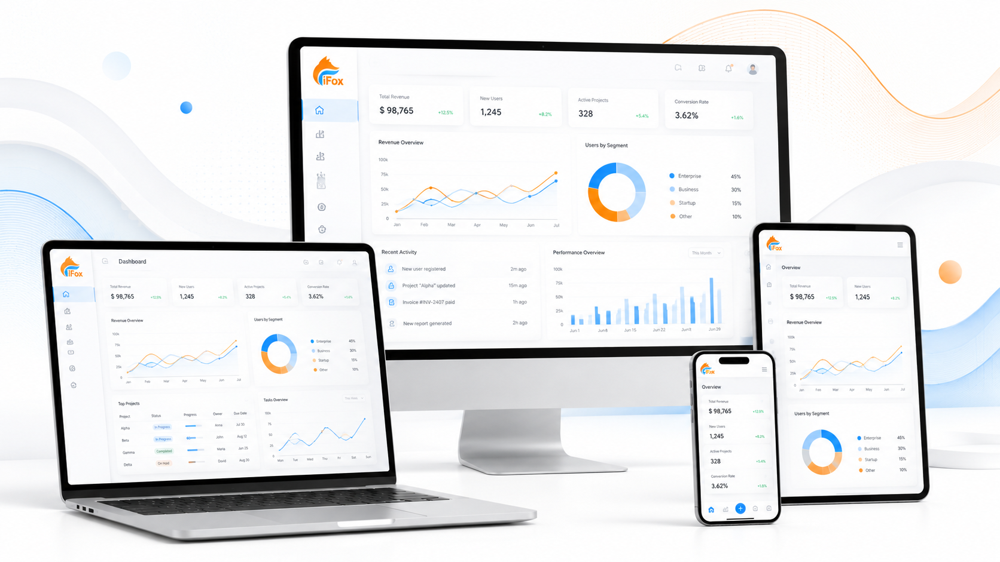 iFox
Total Revenue
$ 98,765
+12.5%
New Users
1,245
+8.2%
Active Projects
328
+5.4%
Conversion Rate
3.62%
+1.6%
Revenue Overview
100k
75k
50k
25k
0
Jan Feb Mar Apr May Jun Jul
Users by Segment
Enterprise 45%
Business 30%
Startup 15%
Other 10%
Recent Activity
New user registered 2m ago
Project "Alpha" updated 15m ago
Invoice #INV-2407 paid 1h ago
New report generated 2h ago
Performance Overview
This Month
100k
75k
50k
25k
0
Jun 1 Jun 8 Jun 15 Jun 22 Jun 29
iFox
Dashboard
Total Revenue
$ 98,765
+12.5%
New Users
1,245
+8.2%
Active Projects
328
+5.4%
Conversion Rate
3.62%
Revenue Overview
100k
75k
50k
25k
0
Jan Feb Mar Apr May Jun Jul
Users by Segment
Enterprise 45%
Business 30%
Startup 15%
Other 10%
Top Projects
Project Status Progress Owner Due Date
Alpha In Progress Anna Jul 30
Beta In Progress John Aug 12
Gamma Completed Maria Jun 25
Delta On Hold David Aug 30
Tasks Overview
100k
75
50
25
0
Mon Tue Wed Thu Fri Sat Sun
iFox
Overview
Total Revenue
$ 98,765
+12.5%
New Users
1,245
+8.2%
Revenue Overview
100k
50k
25k
0
Jan Feb Mar Apr May Jun Jul
Users by Segment
Enterprise 45%
Business 30%
Startup 15%
Other 10%
iFox
Overview
Total Revenue
$ 98,765
New Users
1,245
+8.2%
Active Projects
328
+5.4%
Conversion Rate
3.62%
+1.6%